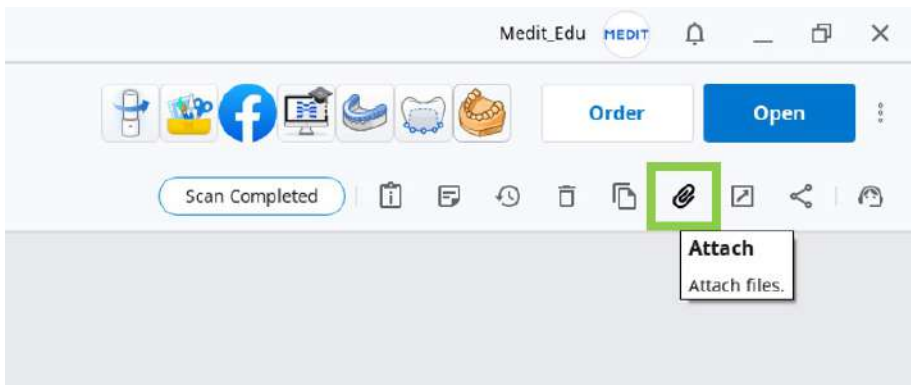 Medit_Edu MEDIT
Order Open
Scan Completed
Attach
Attach files.